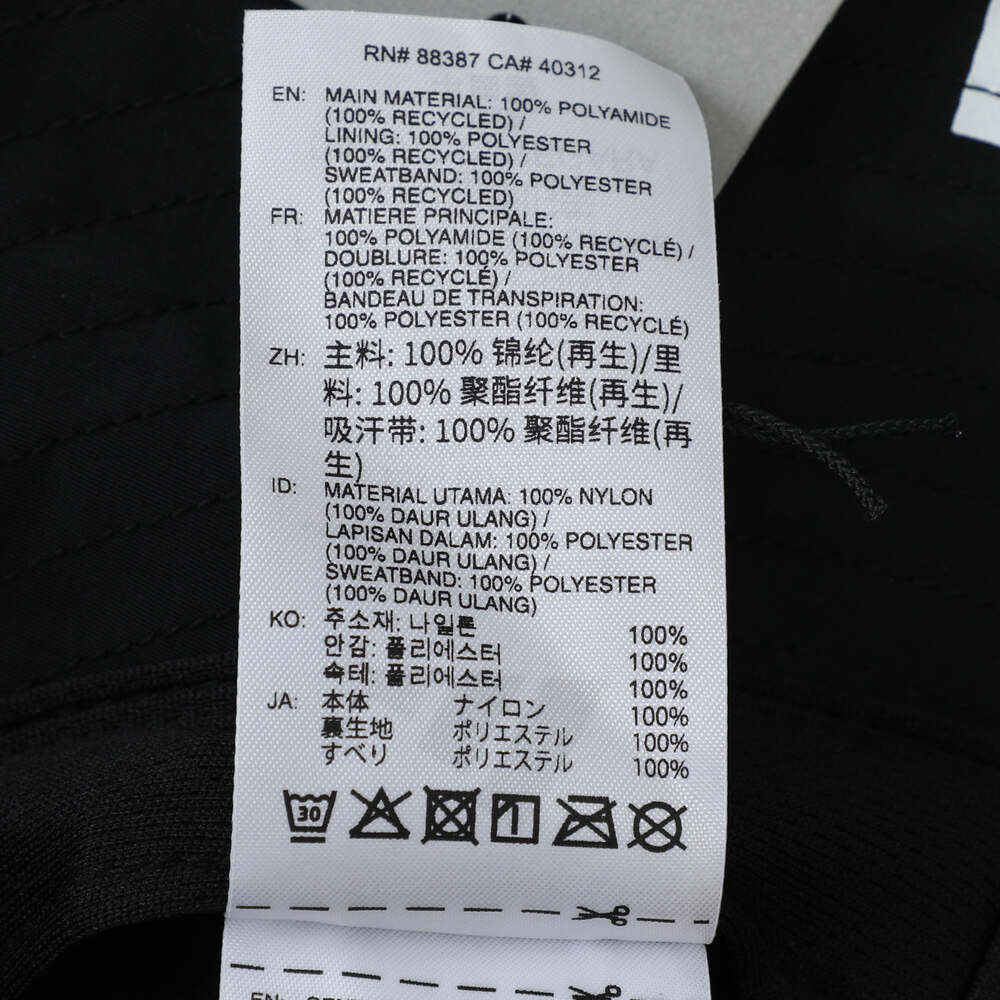 RN# 88387 CA# 40312
EN: MAIN MATERIAL: 100% POLYAMIDE
(100% RECYCLED) /
LINING: 100% POLYESTER
(100% RECYCLED) /
SWEATBAND: 100% POLYESTER
(100% RECYCLED)
FR: MATIERE PRINCIPALE:
100% POLYAMIDE (100% RECYCLÉ) /
DOUBLURE: 100% POLYESTER
(100% RECYCLÉ) /
BANDEAU DE TRANSPIRATION:
100% POLYESTER (100% RECYCLÉ)
ZH: 主料: 100% 锦纶(再生)/里
料: 100% 聚酯纤维(再生)/
吸汗带: 100% 聚酯纤维(再
生)
ID: MATERIAL UTAMA: 100% NYLON
(100% DAUR ULANG) /
LAPISAN DALAM: 100% POLYESTER
(100% DAUR ULANG) /
SWEATBAND: 100% POLYESTER
(100% DAUR ULANG)
KO: 주소재: 나일론 100%
안감: 폴리에스터 100%
속테: 폴리에스터 100%
JA: 本体 ナイロン 100%
裏生地 ポリエステル 100%
すべり ポリエステル 100%
30